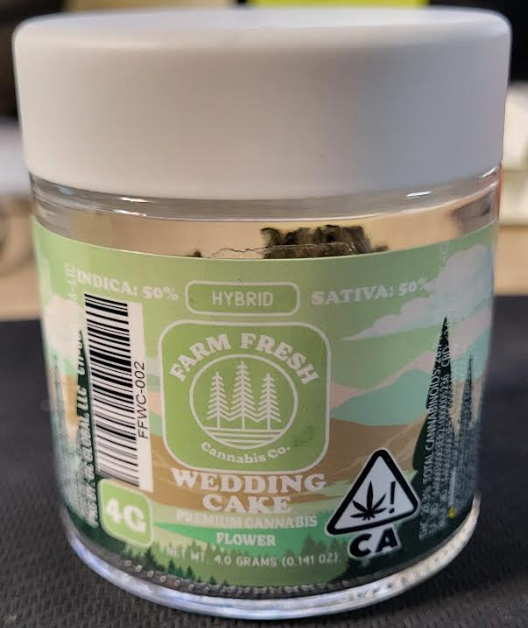 INDICA: 50%
HYBRID
SATIVA: 50%
FARM FRESH
Cannabis Co.
FFWC-002
WEDDING
CAKE
PREMIUM CANNABIS
FLOWER
4G
NET WT. 4.0 GRAMS (0.141 OZ)
CA